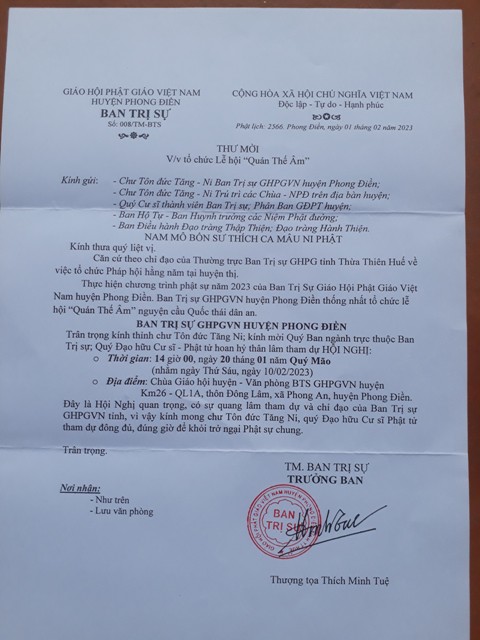 GIÁO HỘI PHẬT GIÁO VIỆT NAM
HUYỆN PHONG ĐIỀN
BAN TRỊ SỰ
Số: 008/TM-BTS
CỘNG HÒA XÃ HỘI CHỦ NGHĨA VIỆT NAM
Độc lập - Tự do - Hạnh phúc
Phật lịch: 2566. Phong Điền, ngày 01 tháng 02 năm 2023
THƯ MỜI
V/v tổ chức Lễ hội “Quán Thế Âm”
Kính gửi: - Chư Tôn đức Tăng - Ni Ban Trị sự GHPGVN huyện Phong Điền;
- Chư Tôn đức Tăng - Ni Trú trì các Chùa - NPĐ trên địa bàn huyện;
- Quý Cư sĩ thành viên Ban Trị sự; Phân Ban GĐPT huyện;
- Ban Hộ Tự - Ban Huynh trưởng các Niệm Phật đường;
- Ban Điều hành Đạo tràng Thập Thiện; Đạo tràng Hành Thiện.
NAM MÔ BỔN SƯ THÍCH CA MÂU NI PHẬT
Kính thưa quý liệt vị.
Căn cứ theo chỉ đạo của Thường trực Ban Trị sự GHPG tỉnh Thừa Thiên Huế về
việc tổ chức Pháp hội hằng năm tại huyện thị.
Thực hiện chương trình phật sự năm 2023 của Ban Trị Sự Giáo Hội Phật Giáo Việt
Nam huyện Phong Điền. Ban Trị sự GHPGVN huyện Phong Điền thống nhất tổ chức lễ
hội “Quán Thế Âm” nguyện cầu Quốc thái dân an.
BAN TRỊ SỰ GHPGVN HUYỆN PHONG ĐIỀN
Trân trọng kính thỉnh chư Tôn đức Tăng Ni; kính mời Quý Ban ngành trực thuộc Ban
Trị sự; Quý Đạo hữu Cư sĩ - Phật tử hoan hỷ thân lâm tham dự HỘI NGHỊ:
o Thời gian: 14 giờ 00, ngày 20 tháng 01 năm Quý Mão
(nhằm ngày Thứ Sáu, ngày 10/02/2023)
o Địa điểm: Chùa Giáo hội huyện - Văn phòng BTS GHPGVN huyện
Km26 - QL1A, thôn Đông Lâm, xã Phong An, huyện Phong Điền.
Đây là Hội Nghị quan trọng, có sự quang lâm tham dự và chỉ đạo của Ban Trị sự
GHPGVN tỉnh, vì vậy kính mong chư Tôn đức Tăng Ni, quý Đạo hữu Cư sĩ Phật tử
tham dự đông đủ, đúng giờ để khỏi trở ngại Phật sự chung.
Trân trọng.
Nơi nhận:
- Như trên
- Lưu văn phòng
TM. BAN TRỊ SỰ
TRƯỞNG BAN
BAN
TRỊ SỰ
Thượng tọa Thích Minh Tuệ